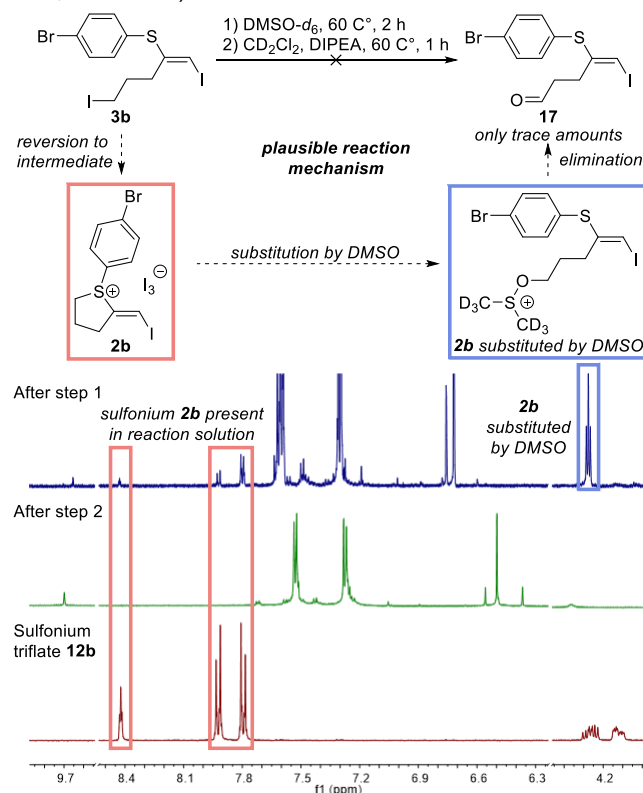 Br
S
I
I
3b
1) DMSO-d6, 60 C°, 2 h
2) CD2Cl2, DIPEA, 60 C°, 1 h
Br
S
I
O
17
only trace amounts
reversion to
intermediate
plausible reaction
mechanism
elimination
Br
S
⊕
I3⊖
I
2b
substitution by DMSO
Br
S
I
O
D3C
S
⊕
CD3
2b substituted by DMSO
After step 1
sulfonium 2b present
in reaction solution
2b
substituted
by DMSO
After step 2
Sulfonium
triflate 12b
9.7 8.4 8.1 7.8 7.5 7.2 6.9 6.6 6.3 4.2
f1 (ppm)